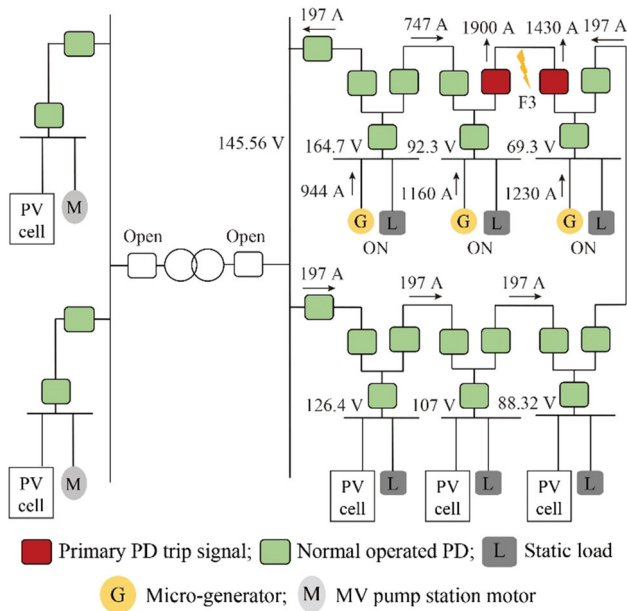 197 A
747 A
1900 A
1430 A
197 A
F3
145.56 V
164.7 V
92.3 V
69.3 V
944 A
1160 A
1230 A
PV
cell
M
G
L
G
L
G
L
ON
ON
ON
Open
Open
197 A
197 A
197 A
126.4 V
107 V
88.32 V
PV
cell
M
PV
cell
L
PV
cell
L
PV
cell
L
Primary PD trip signal;
Normal operated PD;
L
Static load
G
Micro-generator;
M
MV pump station motor